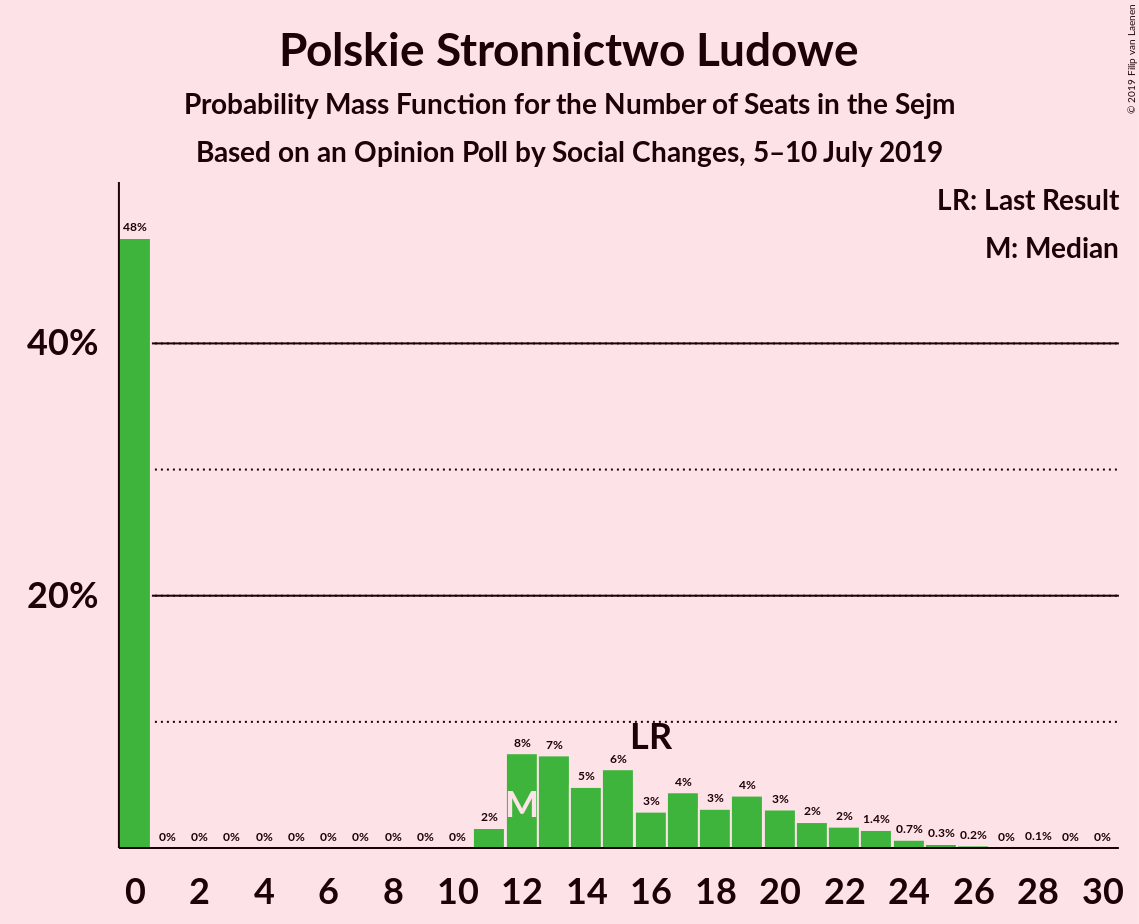 Polskie Stronnictwo Ludowe
Probability Mass Function for the Number of Seats in the Sejm
Based on an Opinion Poll by Social Changes, 5–10 July 2019
© 2019 Filip van Laenen
LR: Last Result
M: Median
48%
40%
20%
LR
0% 0% 0% 0% 0% 0% 0% 0% 0% 0% 2% 8% 7% 5% 6% 3% 4% 3% 4% 3% 2% 2% 1.4% 0.7% 0.3% 0.2% 0% 0.1% 0% 0%
M
0 2 4 6 8 10 12 14 16 18 20 22 24 26 28 30